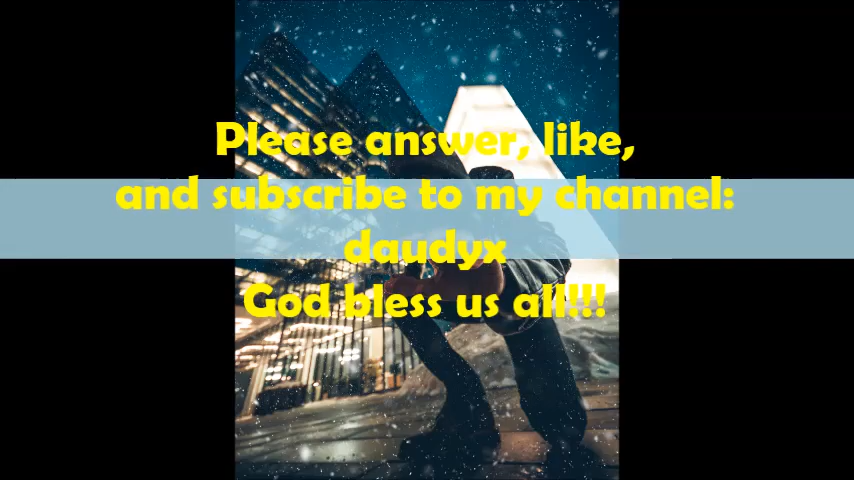 Please answer, like,
and subscribe to my channel:
daudyx
God bless us all!!!